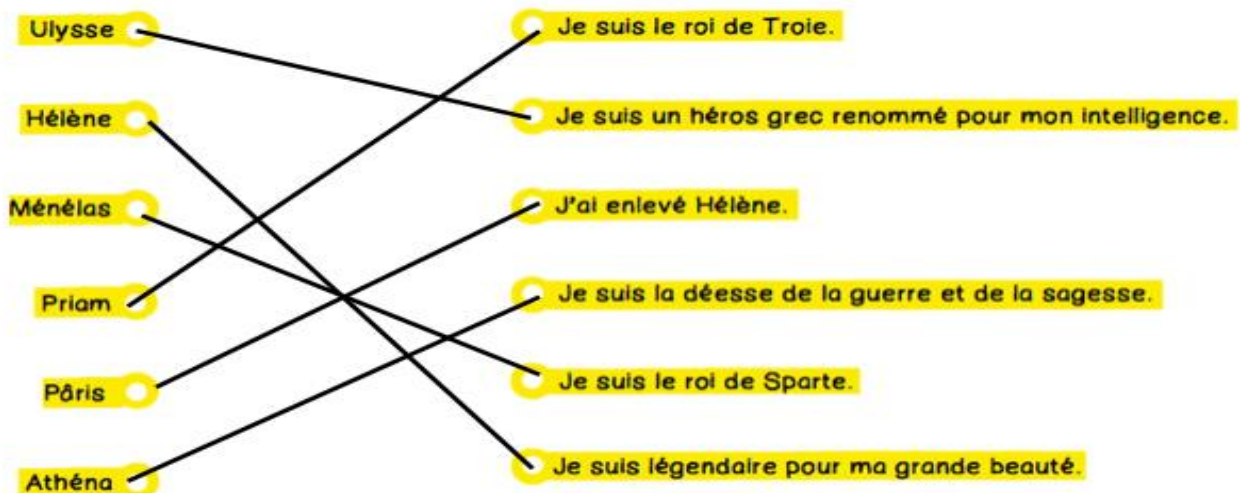 Ulysse
Je suis le roi de Troie.
Hélène
Je suis un héros grec renommé pour mon intelligence.
Ménélas
J'ai enlevé Hélène.
Priam
Je suis la déesse de la guerre et de la sagesse.
Pâris
Je suis le roi de Sparte.
Athéna
Je suis légendaire pour ma grande beauté.